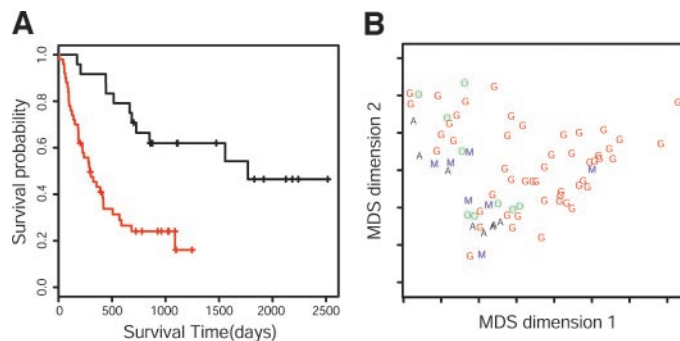 A
Survival probability
1.0
0.8
0.6
0.4
0.2
0.0
0 500 1000 1500 2000 2500
Survival Time(days)
B
MDS dimension 2
O G
G O G
G G G
G G
A O G G
G G G G
G G G G
G O M G G G G
A G G
M M G G
A G G M
G G G G G G
G G
M M O G G
G O O G
O O G G G
G A A A G
A G
G M
MDS dimension 1